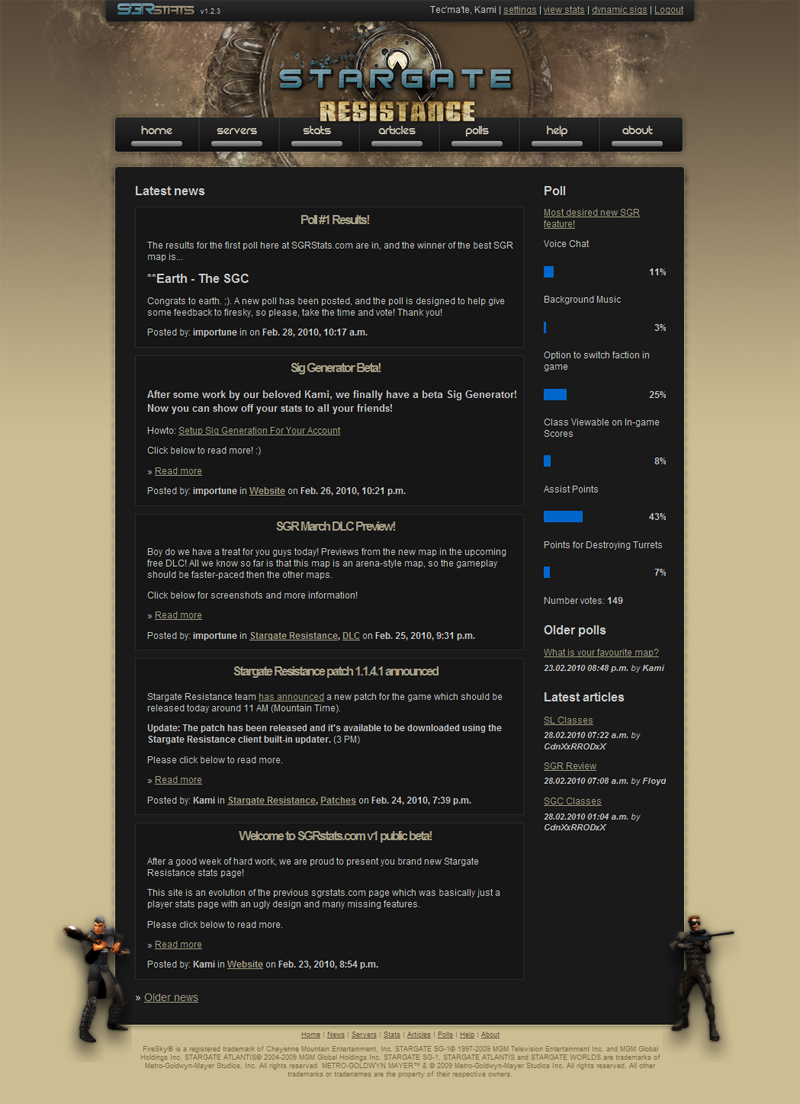 SGRSTATS v1.2.3
Tec'ma'te, Kami | settings | view stats | dynamic sigs | Logout
STARGATE
RESISTANCE
home servers stats articles polls help about
Latest news
Poll #1 Results!
The results for the first poll here at SGRStats.com are in, and the winner of the best SGR
map is...
**Earth - The SGC
Congrats to earth. ;). A new poll has been posted, and the poll is designed to help give
some feedback to firesky, so please, take the time and vote! Thank you!
Posted by: importune in on Feb. 28, 2010, 10:17 a.m.
Sig Generator Beta!
After some work by our beloved Kami, we finally have a beta Sig Generator!
Now you can show off your stats to all your friends!
Howto: Setup Sig Generation For Your Account
Click below to read more! :)
» Read more
Posted by: importune in Website on Feb. 26, 2010, 10:21 p.m.
SGR March DLC Preview!
Boy do we have a treat for you guys today! Previews from the new map in the upcoming
free DLC! All we know so far is that this map is an arena-style map, so the gameplay
should be faster-paced then the other maps.
Click below for screenshots and more information!
» Read more
Posted by: importune in Stargate Resistance, DLC on Feb. 25, 2010, 9:31 p.m.
Stargate Resistance patch 1.1.4.1 announced
Stargate Resistance team has announced a new patch for the game which should be
released today around 11 AM (Mountain Time).
Update: The patch has been released and it's available to be downloaded using the
Stargate Resistance client built-in updater. (3 PM)
Please click below to read more.
» Read more
Posted by: Kami in Stargate Resistance, Patches on Feb. 24, 2010, 7:39 p.m.
Welcome to SGRstats.com v1 public beta!
After a good week of hard work, we are proud to present you brand new Stargate
Resistance stats page!
This site is an evolution of the previous sgrstats.com page which was basically just a
player stats page with an ugly design and many missing features.
Please click below to read more.
» Read more
Posted by: Kami in Website on Feb. 23, 2010, 8:54 p.m.
» Older news
Poll
Most desired new SGR
feature!
Voice Chat
11%
Background Music
3%
Option to switch faction in
game
25%
Class Viewable on In-game
Scores
8%
Assist Points
43%
Points for Destroying Turrets
7%
Number votes: 149
Older polls
What is your favourite map?
23.02.2010 08:48 p.m. by Kami
Latest articles
SL Classes
28.02.2010 07:22 a.m. by
CdnXxRRODxX
SGR Review
28.02.2010 07:08 a.m. by Floyd
SGC Classes
28.02.2010 01:04 a.m. by
CdnXxRRODxX
Home | News | Servers | Stats | Articles | Polls | Help | About
FireSky® is a registered trademark of Cheyenne Mountain Entertainment, Inc. STARGATE SG-1® 1997-2009 MGM Television Entertainment Inc. and MGM Global
Holdings Inc. STARGATE ATLANTIS® 2004-2009 MGM Global Holdings Inc. STARGATE SG-1, STARGATE ATLANTIS and STARGATE WORLDS are trademarks of
Metro-Goldwyn-Mayer Studios, Inc. All rights reserved. METRO-GOLDWYN MAYER™ & © 2009 Metro-Goldwyn-Mayer Studios Inc. All rights reserved. All other
trademarks or tradenames are the property of their respective owners.